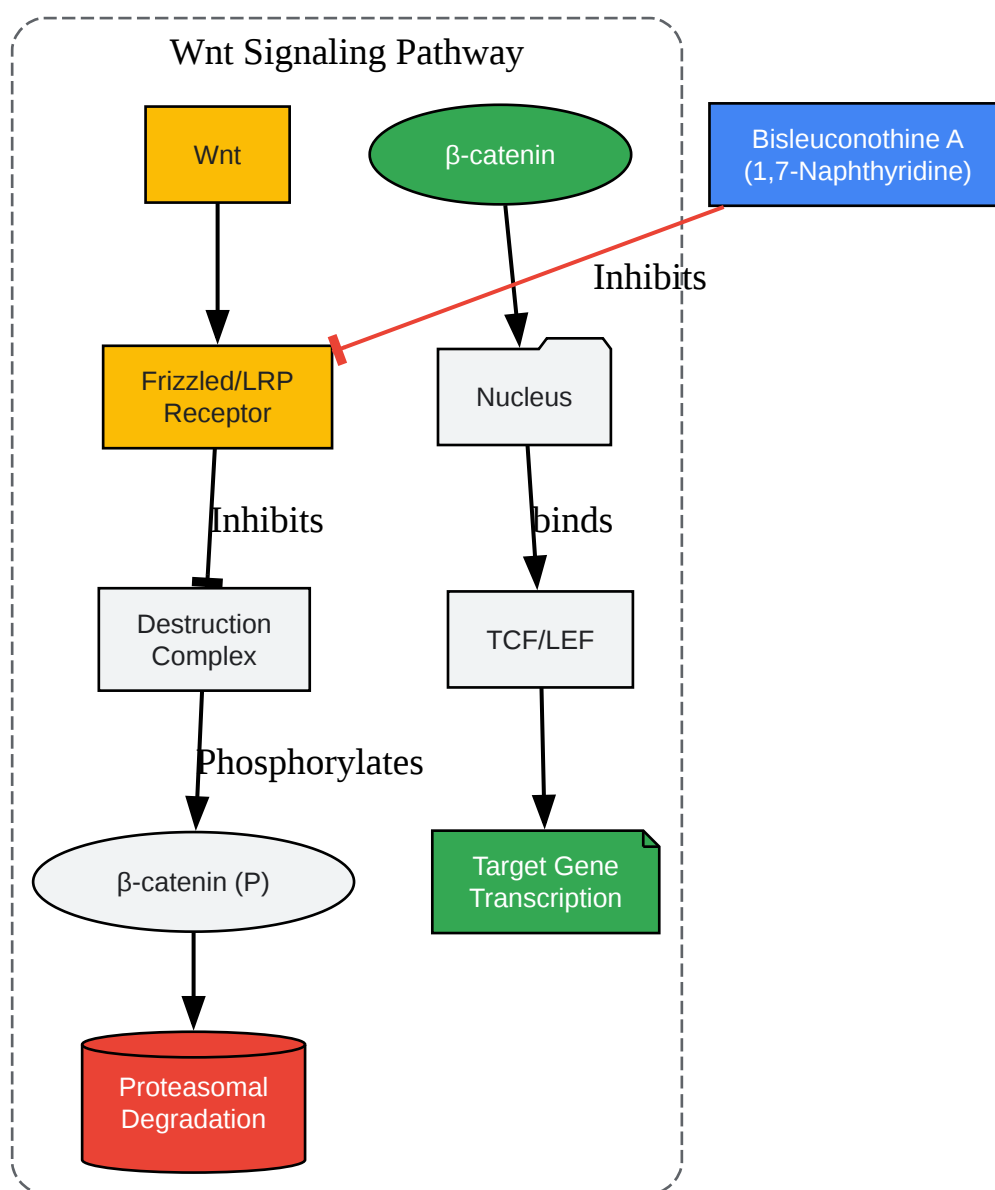 Wnt Signaling Pathway
Wnt
β-catenin
Bisleuconothine A
(1,7-Naphthyridine)
Inhibits
Frizzled/LRP
Receptor
Nucleus
Inhibits
binds
Destruction
Complex
TCF/LEF
Phosphorylates
β-catenin (P)
Target Gene
Transcription
Proteasomal
Degradation